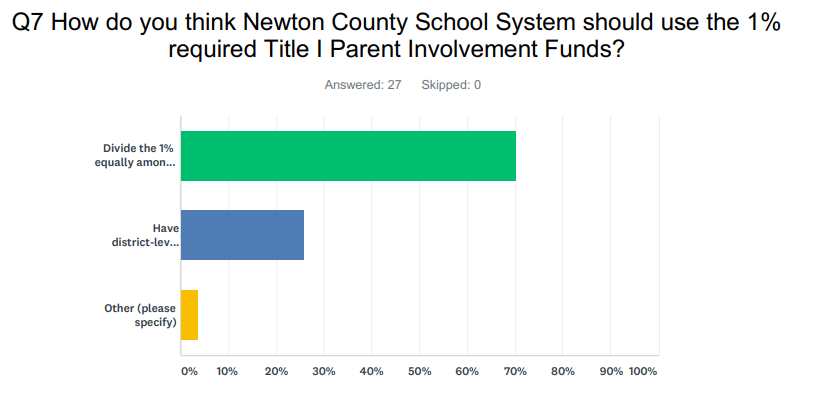 Q7 How do you think Newton County School System should use the 1%
required Title I Parent Involvement Funds?
Answered: 27 Skipped: 0
Divide the 1%
equally amon...
Have
district-lev...
Other (please
specify)
0% 10% 20% 30% 40% 50% 60% 70% 80% 90% 100%